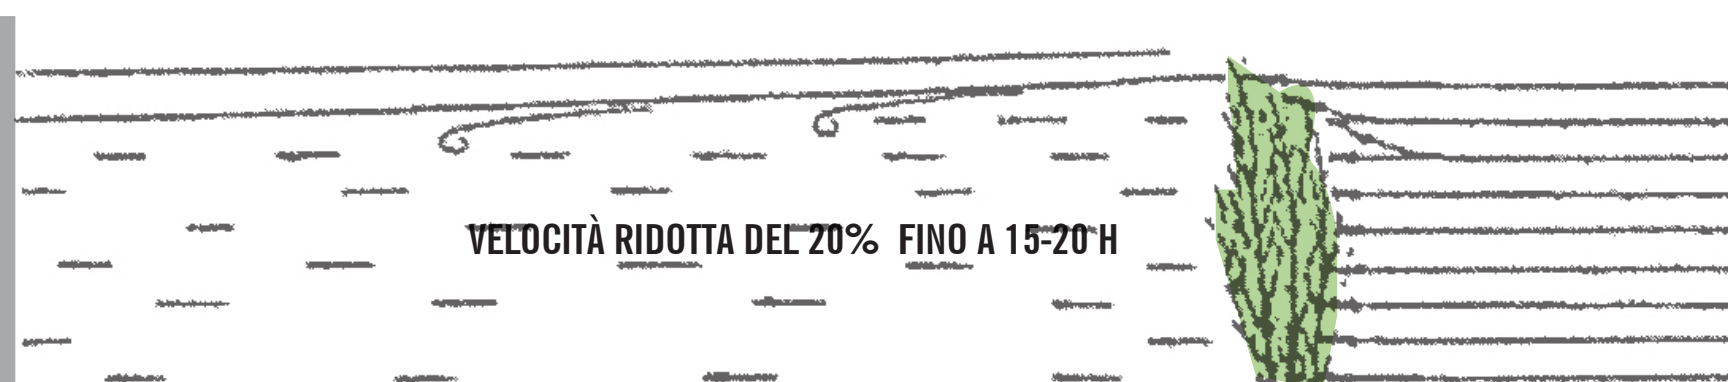 VELOCITÀ RIDOTTA DEL 20% FINO A 15-20 H